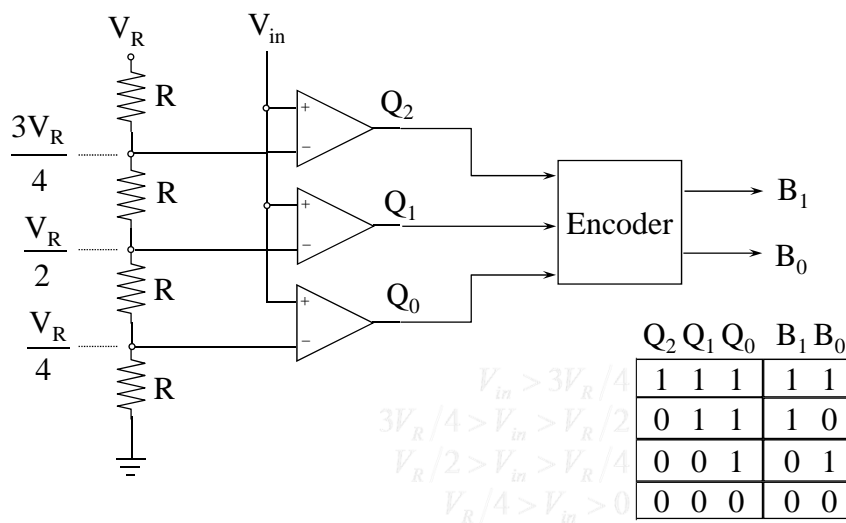 V_R V_in
R
Q_2
3V_R/4
R
Q_1
Encoder
B_1
V_R/2
B_0
R
Q_0
V_R/4
R
Q_2 Q_1 Q_0 B_1 B_0
V_in > 3V_R/4 1 1 1 1 1
3V_R/4 > V_in > V_R/2 0 1 1 1 0
V_R/2 > V_in > V_R/4 0 0 1 0 1
V_R/4 > V_in > 0 0 0 0 0 0